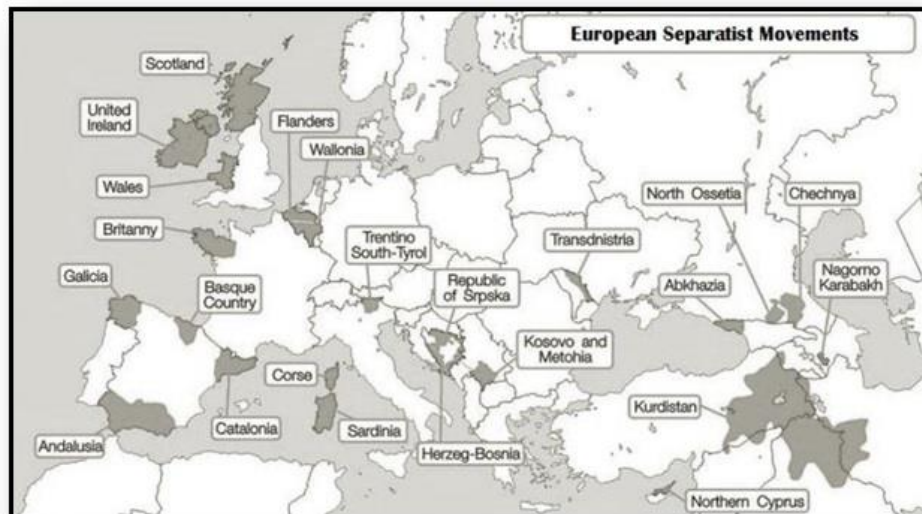 European Separatist Movements
Scotland
United
Ireland
Flanders
Wallonia
Wales
North Ossetia
Chechnya
Britanny
Trentino
South-Tyrol
Transdnistria
Galicia
Basque
Country
Republic
of Srpska
Abkhazia
Nagorno
Karabakh
Kosovo and
Metohia
Corse
Kurdistan
Andalusia
Catalonia
Sardinia
Herzeg-Bosnia
Northern Cyprus